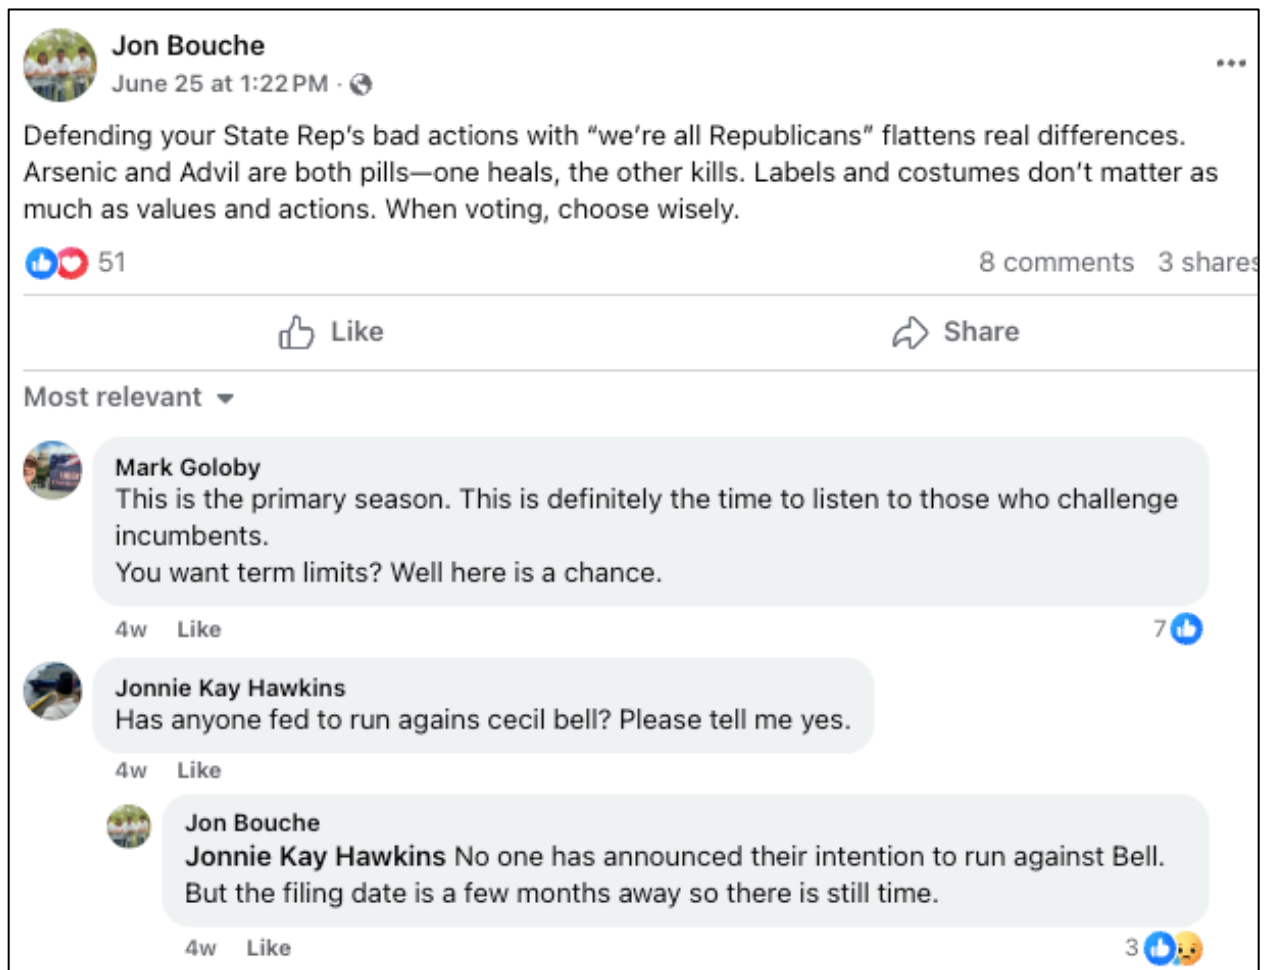 Jon Bouche
June 25 at 1:22 PM ·
Defending your State Rep's bad actions with “we're all Republicans” flattens real differences.
Arsenic and Advil are both pills—one heals, the other kills. Labels and costumes don't matter as
much as values and actions. When voting, choose wisely.
51
8 comments 3 shares
Like
Share
Most relevant
Mark Goloby
This is the primary season. This is definitely the time to listen to those who challenge
incumbents.
You want term limits? Well here is a chance.
4w Like
7
Jonnie Kay Hawkins
Has anyone fed to run agains cecil bell? Please tell me yes.
4w Like
Jon Bouche
Jonnie Kay Hawkins No one has announced their intention to run against Bell.
But the filing date is a few months away so there is still time.
4w Like
3